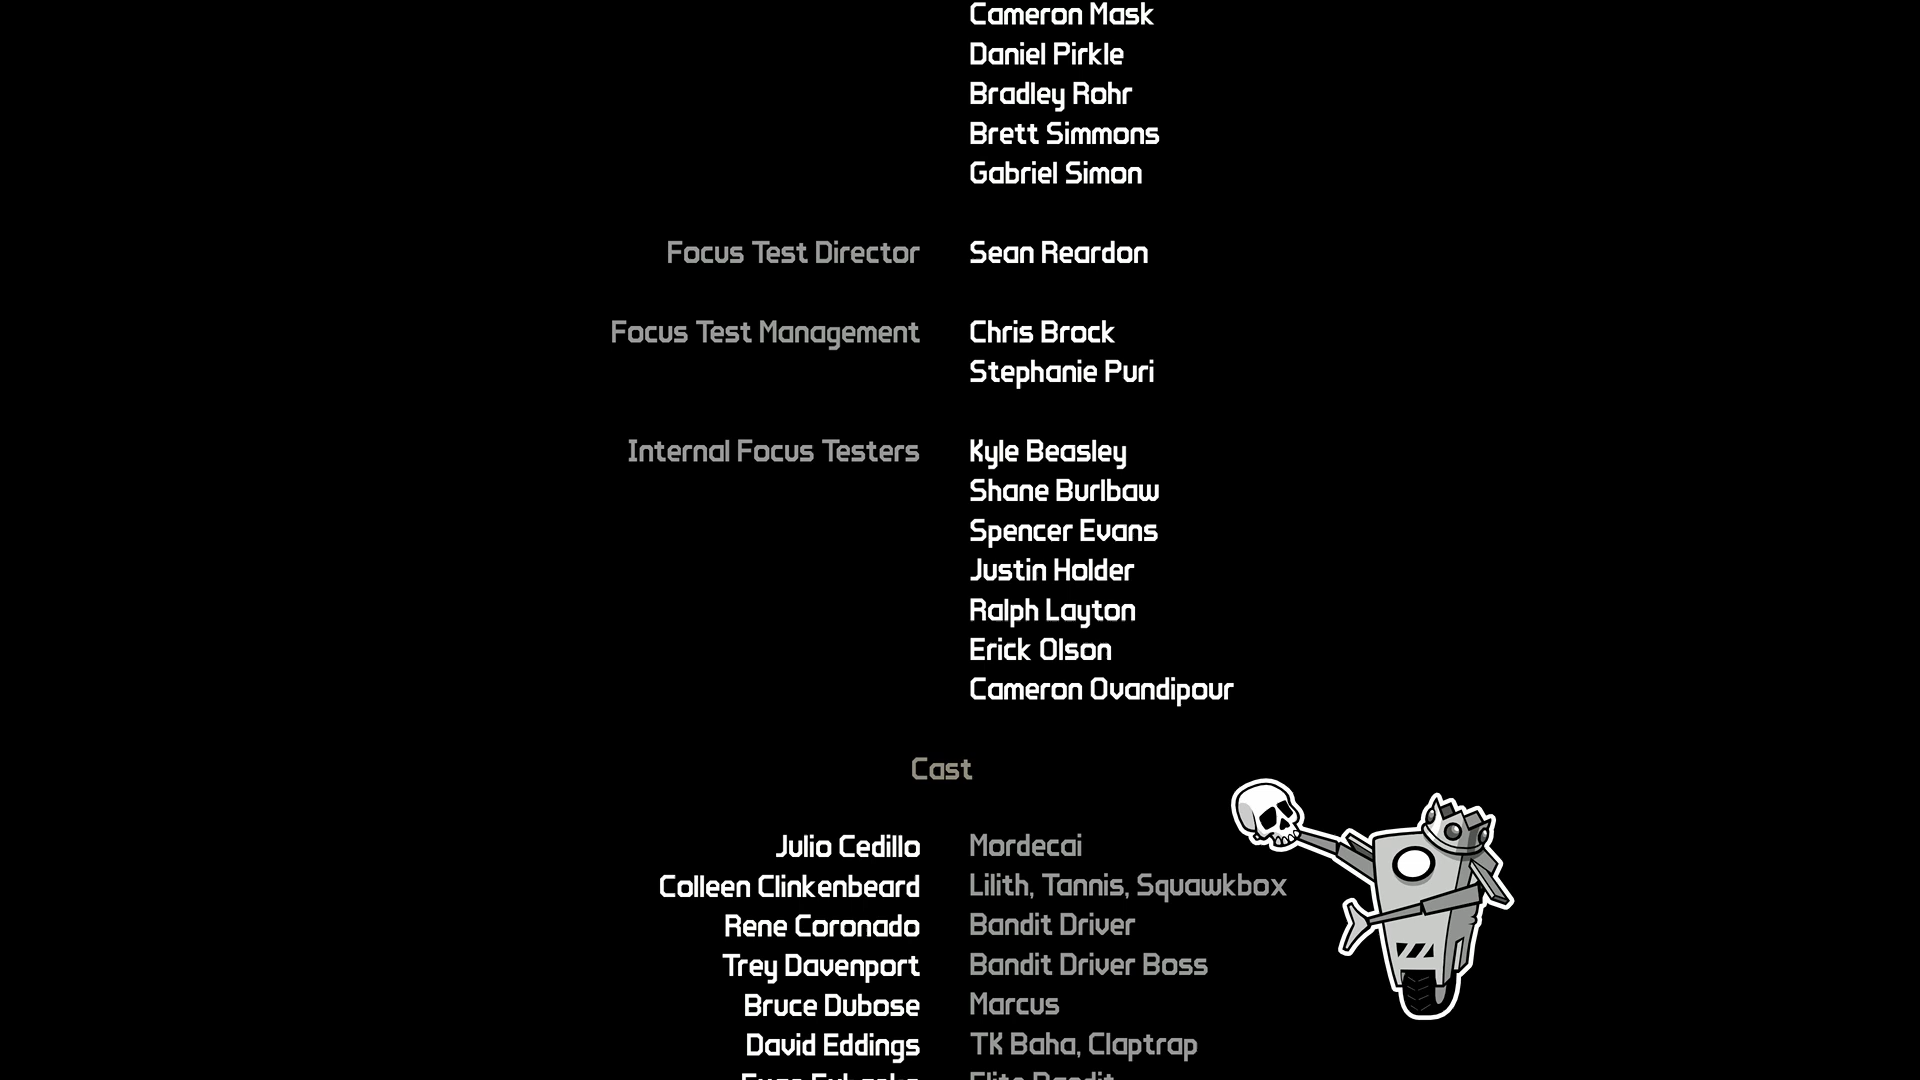 Cameron Mask
Daniel Pirkle
Bradley Rohr
Brett Simmons
Gabriel Simon
Focus Test Director Sean Reardon
Focus Test Management Chris Brock
Stephanie Puri
Internal Focus Testers Kyle Beasley
Shane Burlbaw
Spencer Evans
Justin Holder
Ralph Layton
Erick Olson
Cameron Ovandipour
Cast
Julio Cedillo Mordecai
Colleen Clinkenbeard Lilith, Tannis, Squawkbox
Rene Coronado Bandit Driver
Trey Davenport Bandit Driver Boss
Bruce Dubose Marcus
David Eddings TK Baha, Claptrap
Elite Bandit